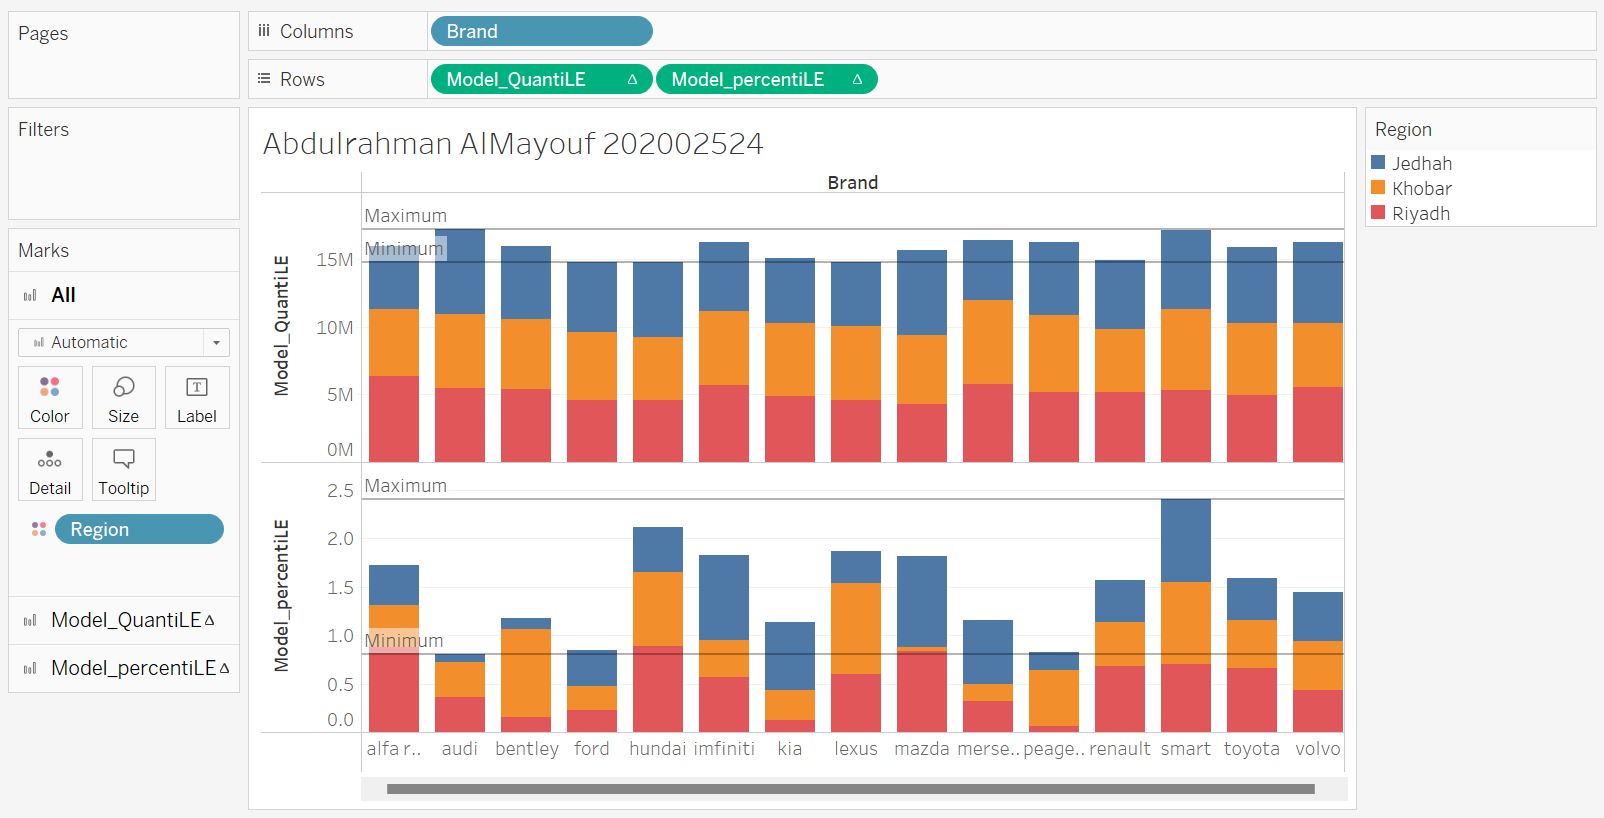 Pages
Columns
Brand
Rows
Model_QuantiLE Δ
Model_percentiLE Δ
Filters
Marks
All
Automatic
Color
Size
Label
Detail
Tooltip
Region
Model_QuantiLE Δ
Model_percentiLE Δ
Abdulrahman AlMayouf 202002524
Brand
Model_QuantiLE
Maximum
Minimum
15M
10M
5M
0M
Model_percentiLE
2.5
Maximum
2.0
1.5
1.0
Minimum
0.5
0.0
alfa r.. audi bentley ford hundai imfiniti kia lexus mazda merse.. peage.. renault smart toyota volvo
Region
Jedhah
Khobar
Riyadh